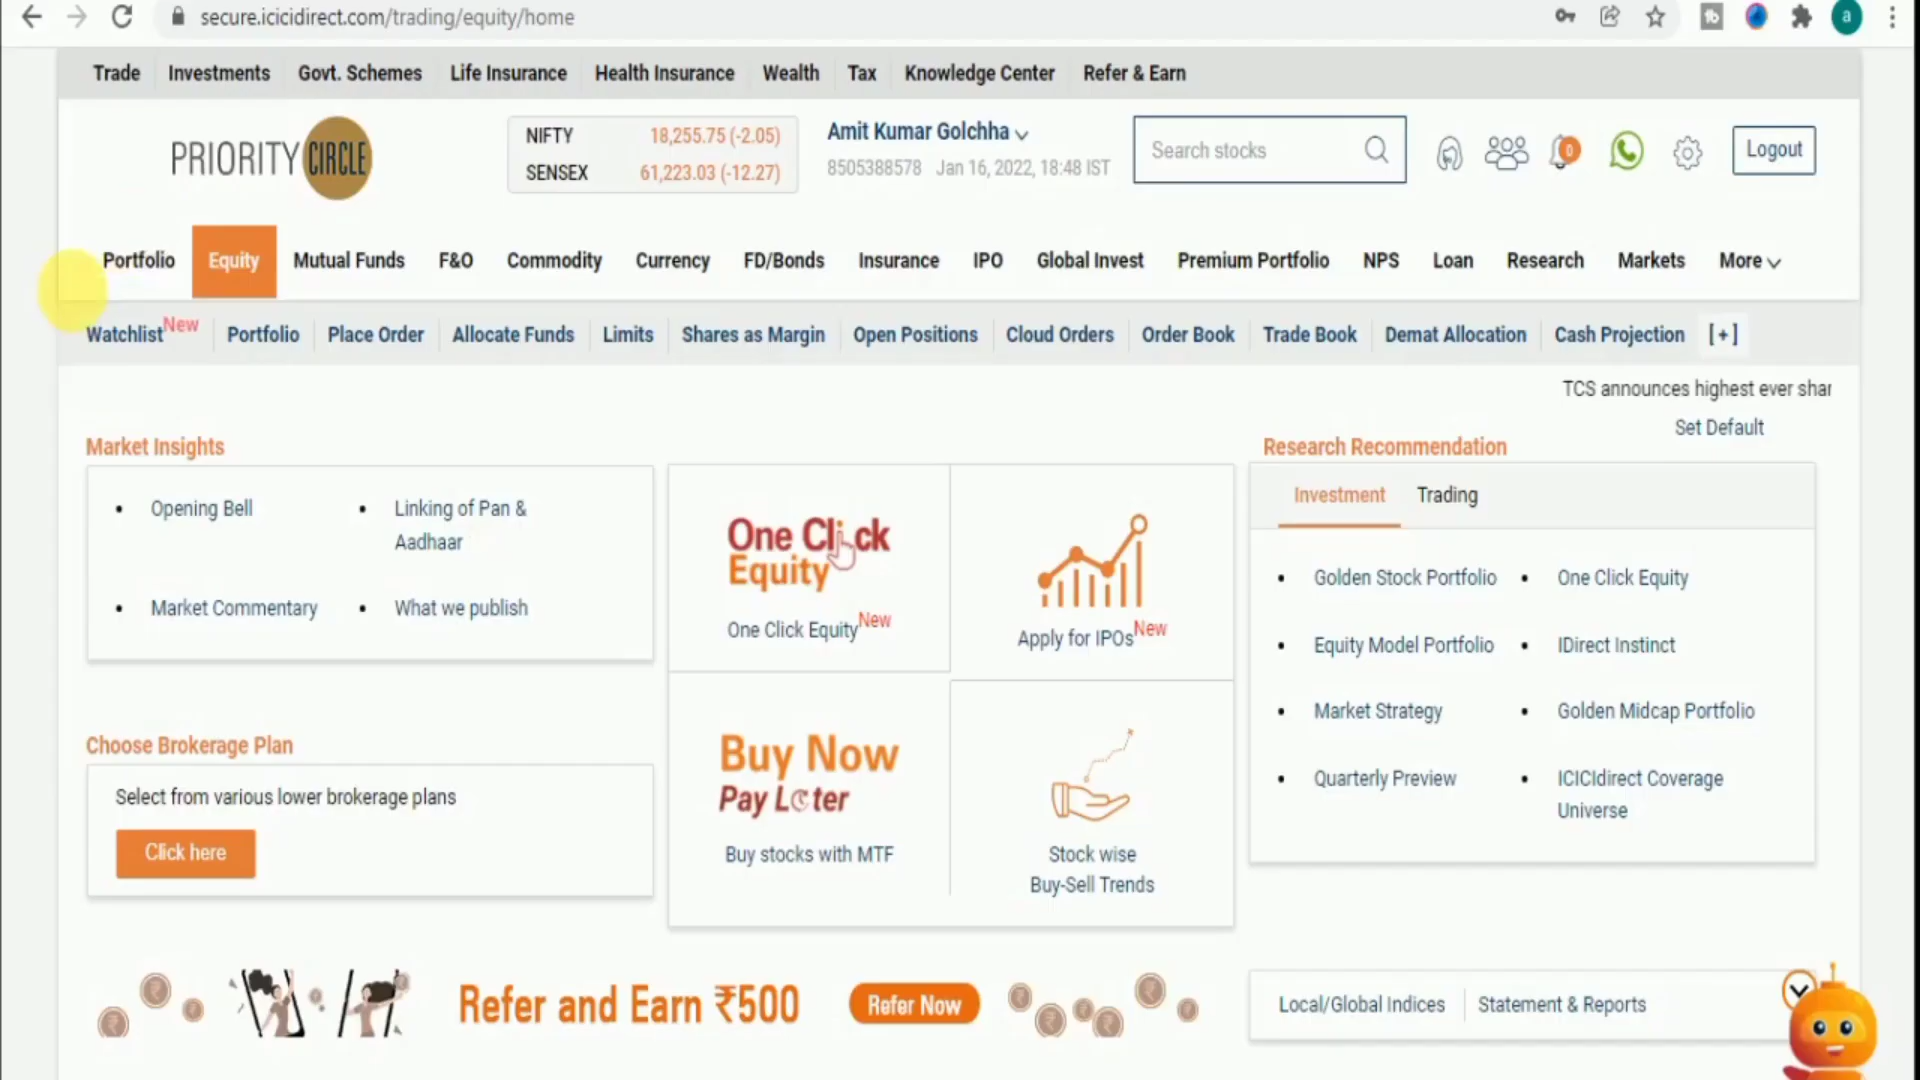 secure.icicidirect.com/trading/equity/home
a
Trade Investments Govt. Schemes Life Insurance Health Insurance Wealth Tax Knowledge Center Refer & Earn
PRIORITY CIRCLE
NIFTY 18,255.75 (-2.05)
SENSEX 61,223.03 (-12.27)
Amit Kumar Golchha
8505388578 Jan 16, 2022, 18:48 IST
Search stocks
0
Logout
Portfolio Equity Mutual Funds F&O Commodity Currency FD/Bonds Insurance IPO Global Invest Premium Portfolio NPS Loan Research Markets More
Watchlist New Portfolio Place Order Allocate Funds Limits Shares as Margin Open Positions Cloud Orders Order Book Trade Book Demat Allocation Cash Projection [+]
TCS announces highest ever shar
Set Default
Market Insights
• Opening Bell
• Linking of Pan &
Aadhaar
• Market Commentary
• What we publish
Choose Brokerage Plan
Select from various lower brokerage plans
Click here
One Click
Equity
One Click Equity New
Apply for IPOs New
Buy Now
Pay Later
Buy stocks with MTF
Stock wise
Buy-Sell Trends
Research Recommendation
Investment Trading
• Golden Stock Portfolio
• One Click Equity
• Equity Model Portfolio
• IDirect Instinct
• Market Strategy
• Golden Midcap Portfolio
• Quarterly Preview
• ICICIdirect Coverage
Universe
Refer and Earn ₹500
Refer Now
Local/Global Indices Statement & Reports